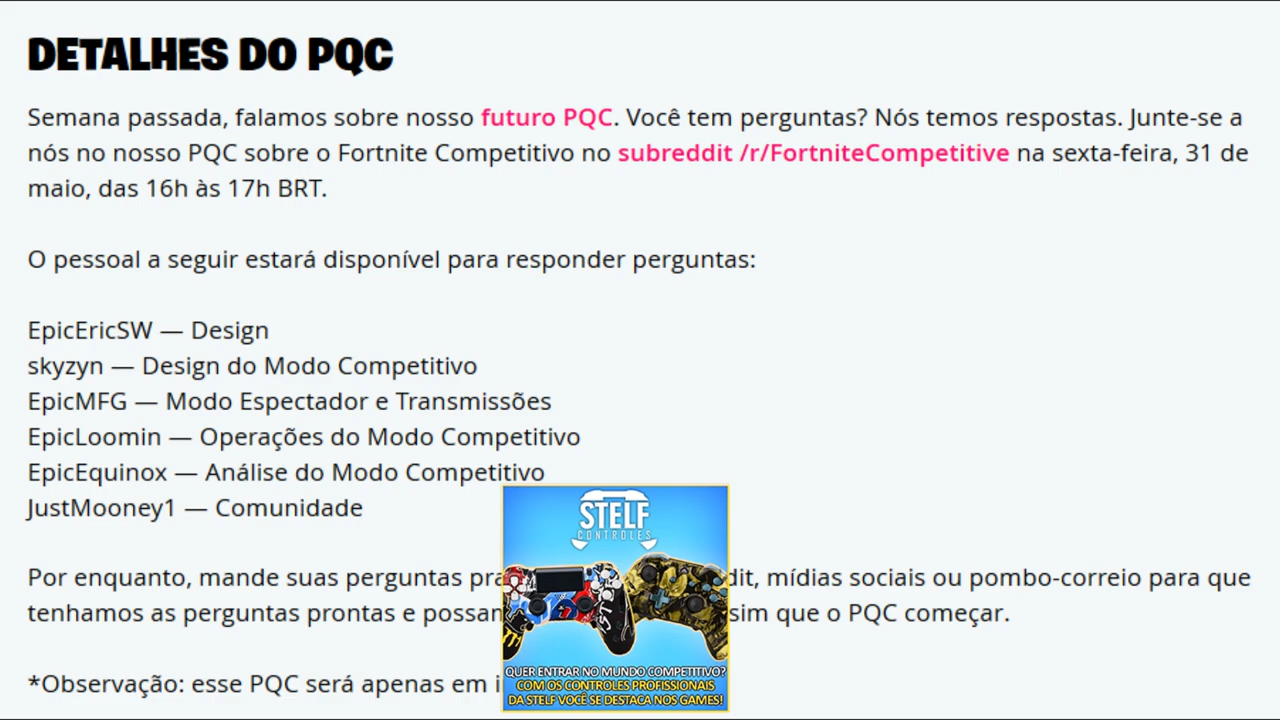 DETALHES DO PQC
Semana passada, falamos sobre nosso futuro PQC. Você tem perguntas? Nós temos respostas. Junte-se a
nós no nosso PQC sobre o Fortnite Competitivo no subreddit /r/FortniteCompetitive na sexta-feira, 31 de
maio, das 16h às 17h BRT.
O pessoal a seguir estará disponível para responder perguntas:
EpicEricSW — Design
skyzyn — Design do Modo Competitivo
EpicMFG — Modo Espectador e Transmissões
EpicLoomin — Operações do Modo Competitivo
EpicEquinox — Análise do Modo Competitivo
JustMooney1 — Comunidade
Por enquanto, mande suas perguntas pra dit, mídias sociais ou pombo-correio para que
tenhamos as perguntas prontas e possam sim que o PQC começar.
*Observação: esse PQC será apenas em i
STELF
CONTROLES
QUER ENTRAR NO MUNDO COMPETITIVO?
COM OS CONTROLES PROFISSIONAIS
DA STELF VOCÊ SE DESTACA NOS GAMES!